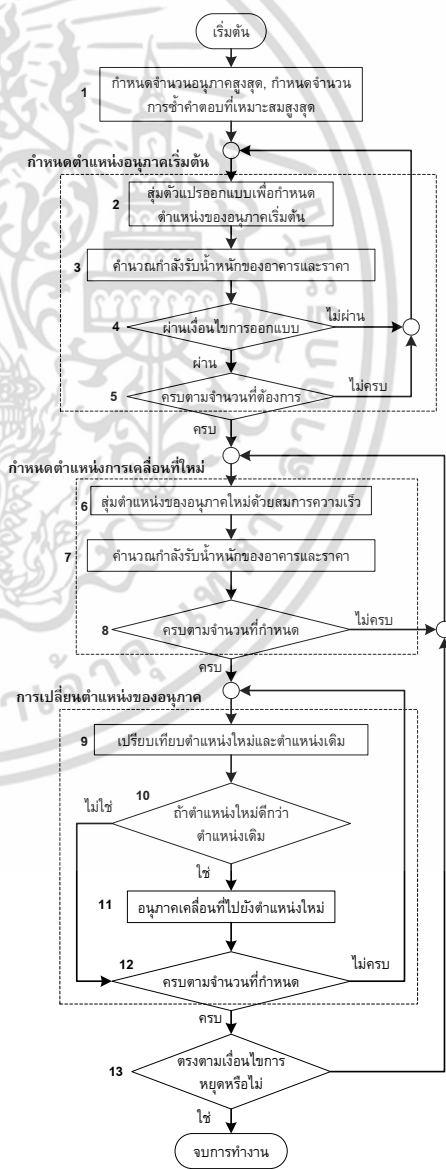 เริ่มต้น
1
กำหนดจำนวนอนุภาคสูงสุด, กำหนดจำนวน
การซ้ำคำตอบที่เหมาะสมสูงสุด
กำหนดตำแหน่งอนุภาคเริ่มต้น
2
สุ่มตัวแปรออกแบบเพื่อกำหนด
ตำแหน่งของอนุภาคเริ่มต้น
3
คำนวณกำลังรับน้ำหนักของอาคารและราคา
4
ผ่านเงื่อนไขการออกแบบ
ไม่ผ่าน
ผ่าน
5
ครบตามจำนวนที่ต้องการ
ไม่ครบ
ครบ
กำหนดตำแหน่งการเคลื่อนที่ใหม่
6
สุ่มตำแหน่งของอนุภาคใหม่ด้วยสมการความเร็ว
7
คำนวณกำลังรับน้ำหนักของอาคารและราคา
8
ครบตามจำนวนที่กำหนด
ไม่ครบ
ครบ
การเปลี่ยนตำแหน่งของอนุภาค
9
เปรียบเทียบตำแหน่งใหม่และตำแหน่งเดิม
10
ไม่ใช่
ถ้าตำแหน่งใหม่ดีกว่า
ตำแหน่งเดิม
ใช่
11
อนุภาคเคลื่อนที่ไปยังตำแหน่งใหม่
12
ครบตามจำนวนที่กำหนด
ไม่ครบ
ครบ
13
ตรงตามเงื่อนไขการ
หยุดหรือไม่
ใช่
จบการทำงาน